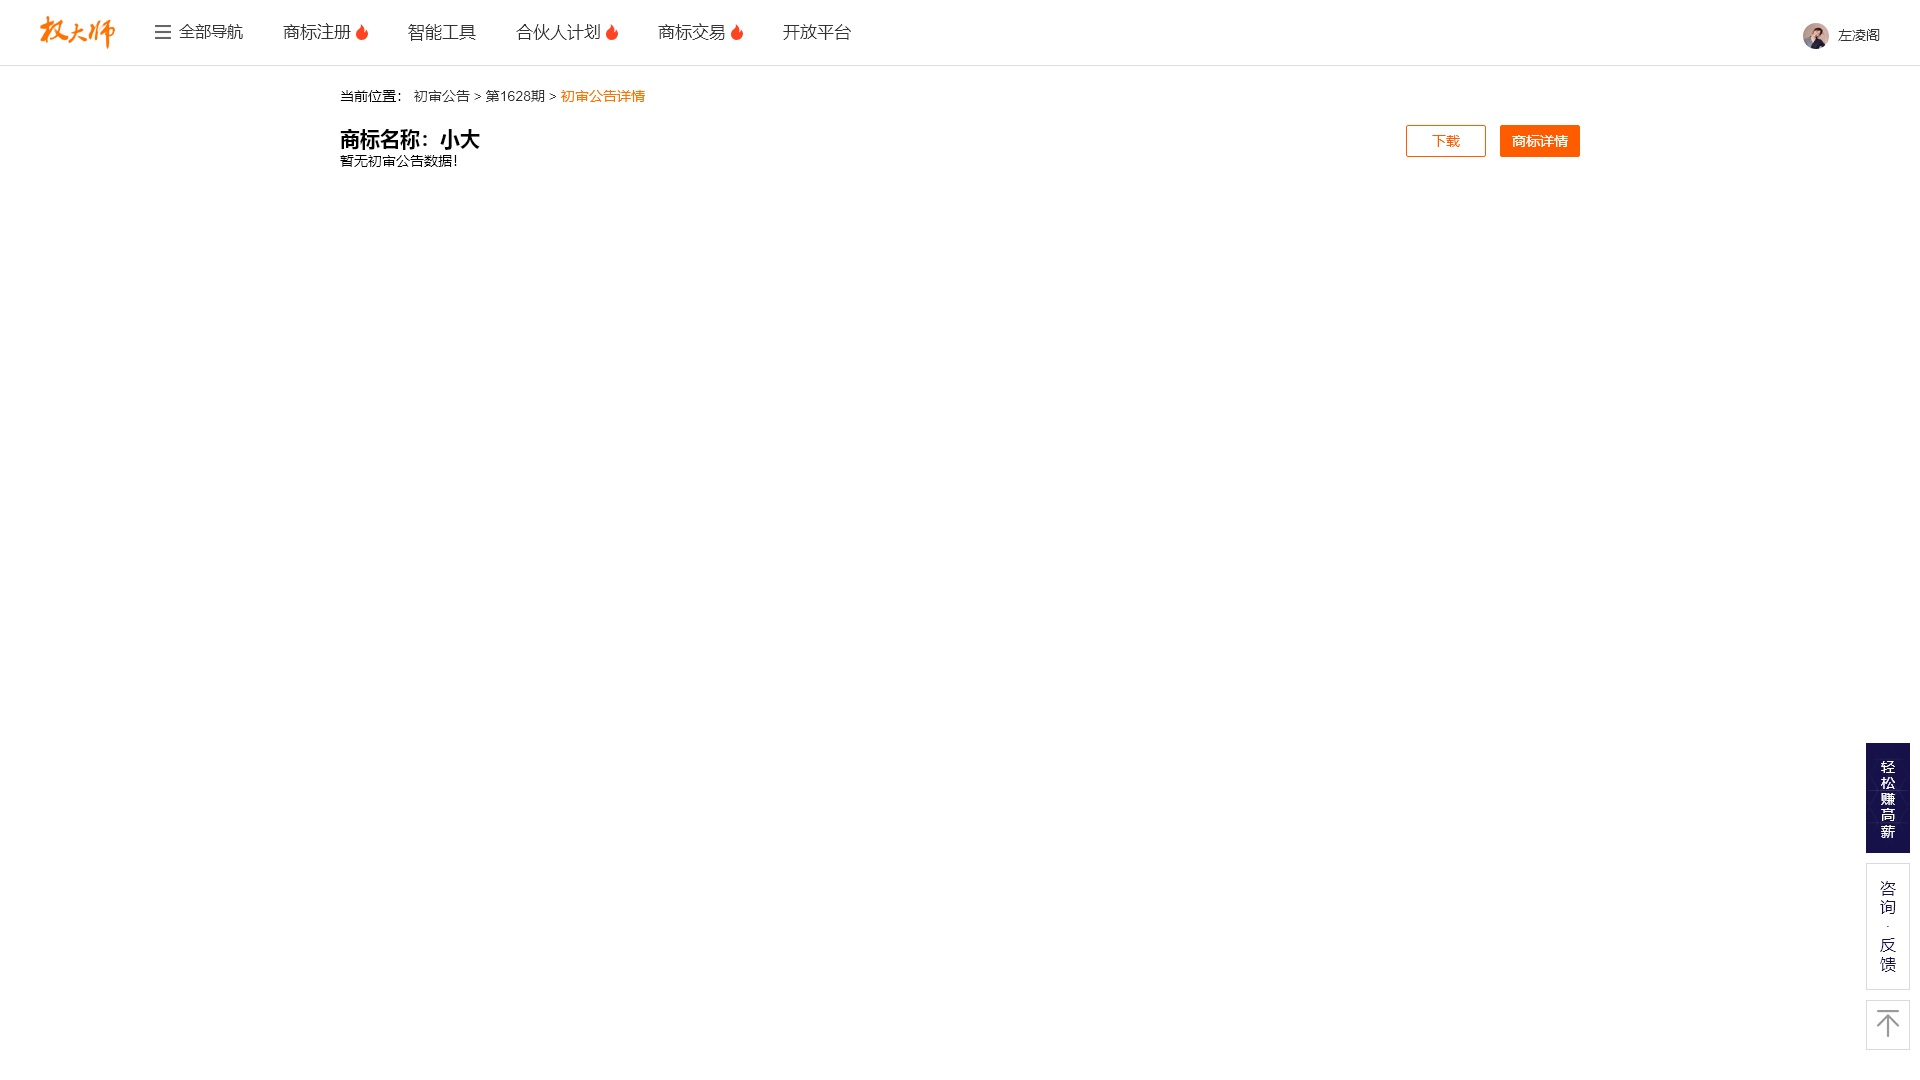 权大师 全部导航 商标注册 智能工具 合伙人计划 商标交易 开放平台 左凌阁
当前位置： 初审公告 > 第1628期 > 初审公告详情
商标名称：小大 下载 商标详情
暂无初审公告数据！
轻松赚高薪
咨询·反馈